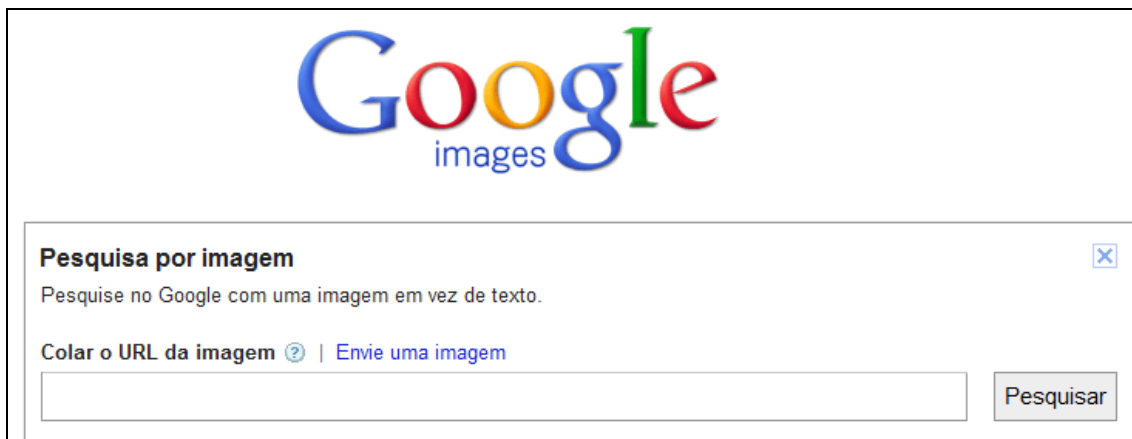 Google
images
Pesquisa por imagem
Pesquise no Google com uma imagem em vez de texto.
Colar o URL da imagem ? | Envie uma imagem
Pesquisar